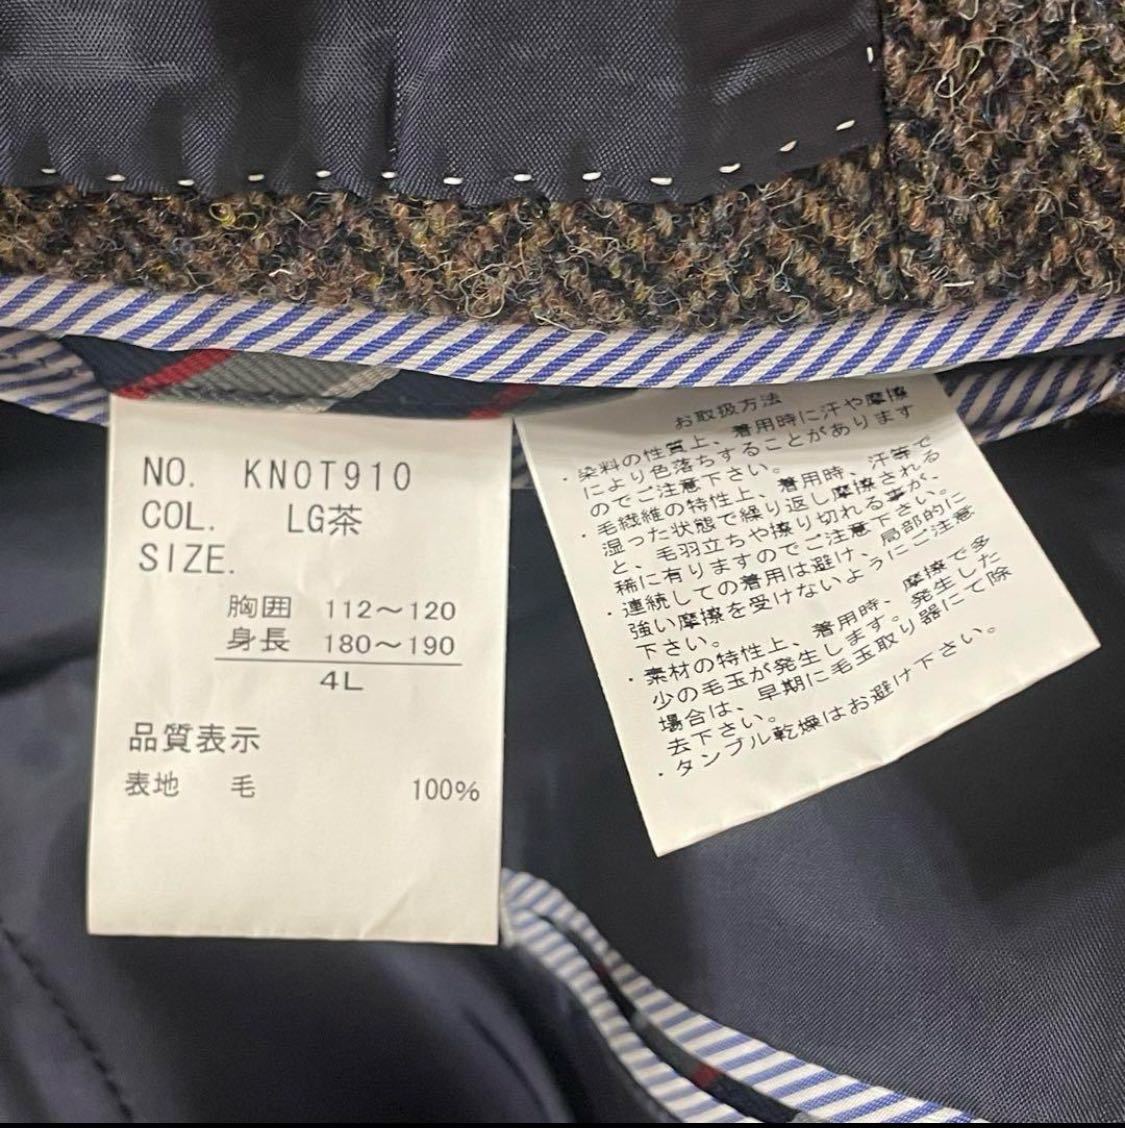 NO. KNOT910
COL. LG茶
SIZE.
胸囲 112〜120
身長 180〜190
4L
品質表示
表地 毛 100%
お取扱方法
・染料の性質上、着用時に汗や摩擦
により色落ちすることがあります
のでご注意下さい。
・毛繊維の特性上、着用時、汗等で
湿った状態で繰り返し摩擦される
と、毛羽立ちや擦り切れる事が、
稀に有りますのでご注意下さい。
・連続しての着用は避け、局部的に
強い摩擦を受けないようにご注意
下さい。
・素材の特性上、着用時、摩擦で多
少の毛玉が発生します。発生した
場合は、早期に毛玉取り器にて除
去下さい。
・タンブル乾燥はお避け下さい。